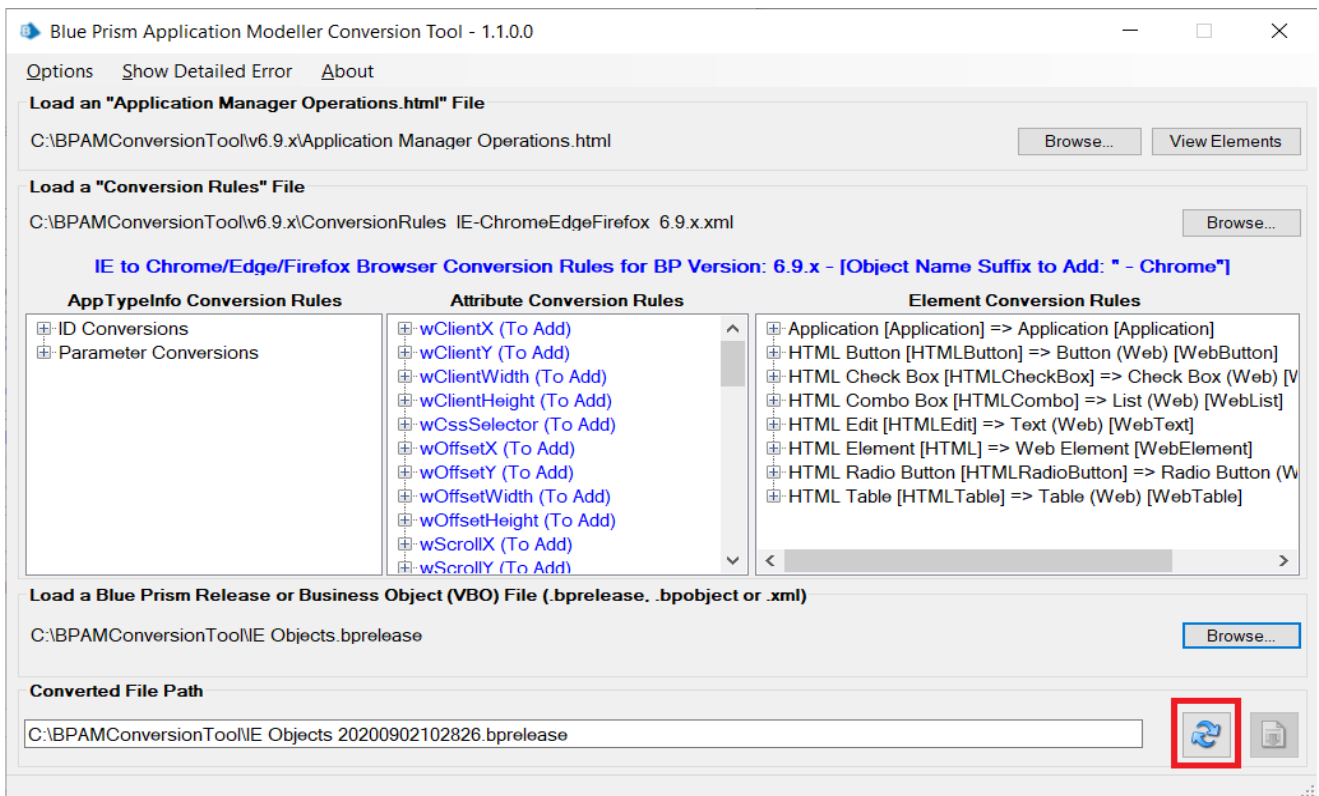 Blue Prism Application Modeller Conversion Tool - 1.1.0.0
Options Show Detailed Error About
Load an "Application Manager Operations.html" File
C:\BPAMConversionTool\v6.9.x\Application Manager Operations.html Browse... View Elements
Load a "Conversion Rules" File
C:\BPAMConversionTool\v6.9.x\ConversionRules IE-ChromeEdgeFirefox 6.9.x.xml Browse...
IE to Chrome/Edge/Firefox Browser Conversion Rules for BP Version: 6.9.x - [Object Name Suffix to Add: " - Chrome"]
AppTypeInfo Conversion Rules Attribute Conversion Rules Element Conversion Rules
ID Conversions
Parameter Conversions
wClientX (To Add)
wClientY (To Add)
wClientWidth (To Add)
wClientHeight (To Add)
wCssSelector (To Add)
wOffsetX (To Add)
wOffsetY (To Add)
wOffsetWidth (To Add)
wOffsetHeight (To Add)
wScrollX (To Add)
wScrollY (To Add)
Application [Application] => Application [Application]
HTML Button [HTMLButton] => Button (Web) [WebButton]
HTML Check Box [HTMLCheckBox] => Check Box (Web) [W
HTML Combo Box [HTMLCombo] => List (Web) [WebList]
HTML Edit [HTMLEdit] => Text (Web) [WebText]
HTML Element [HTML] => Web Element [WebElement]
HTML Radio Button [HTMLRadioButton] => Radio Button (W
HTML Table [HTMLTable] => Table (Web) [WebTable]
Load a Blue Prism Release or Business Object (VBO) File (.bprelease, .bpobject or .xml)
C:\BPAMConversionTool\IE Objects.bprelease Browse...
Converted File Path
C:\BPAMConversionTool\IE Objects 20200902102826.bprelease